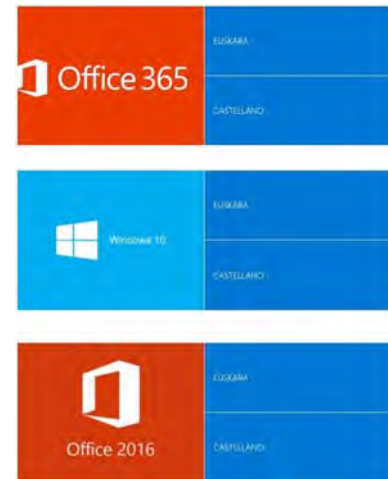 Office 365
EUSKARA
CASTELLANO
Windows 10
EUSKARA
CASTELLANO
Office 2016
EUSKARA
CASTELLANO